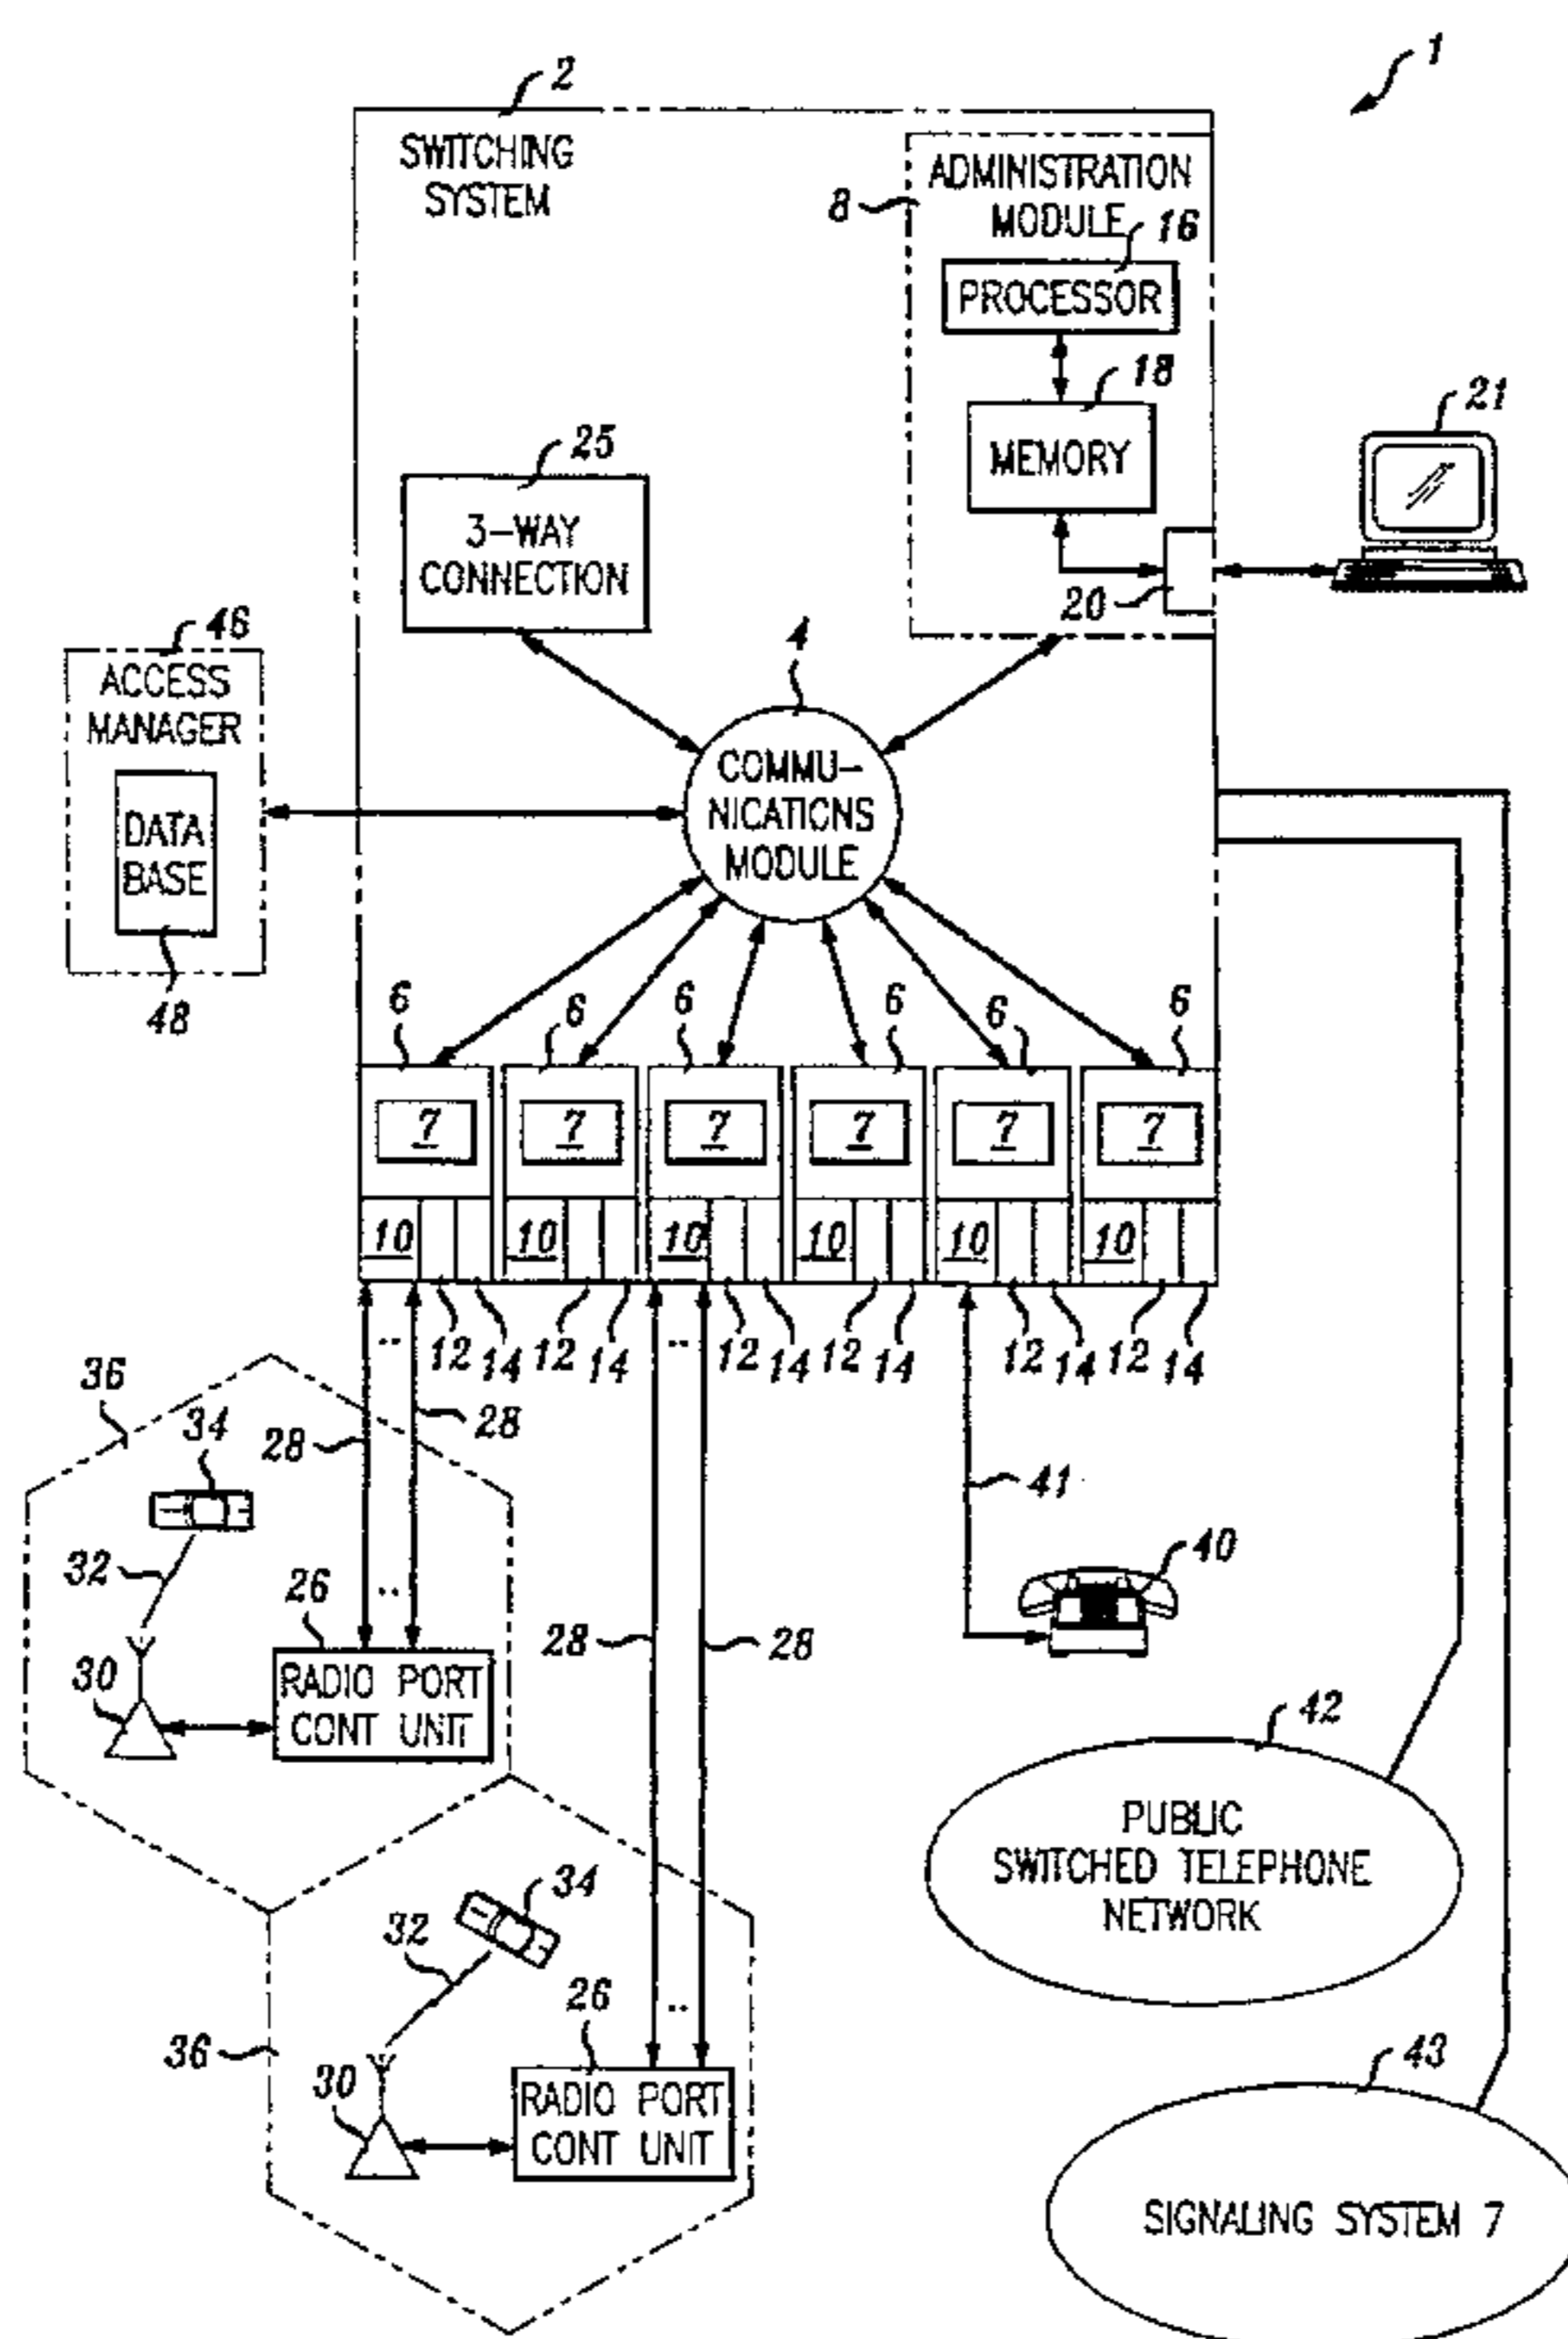 1
2
SWITCHING
SYSTEM
8
ADMINISTRATION
MODULE
16
PROCESSOR
18
MEMORY
21
20
25
3-WAY
CONNECTION
46
ACCESS
MANAGER
DATA
BASE
48
4
COMMU-
NICATIONS
MODULE
6 6 6 6 6 6
7 7 7 7 7 7
10 10 10 10 10 10
12 14 12 14 12 14 12 14 12 14 12 14
36
34
28
28
32
26
30
RADIO PORT
CONT UNIT
41
40
28
28
42
PUBLIC
SWITCHED TELEPHONE
NETWORK
34
32
26
36
30
RADIO PORT
CONT UNIT
43
SIGNALING SYSTEM 7